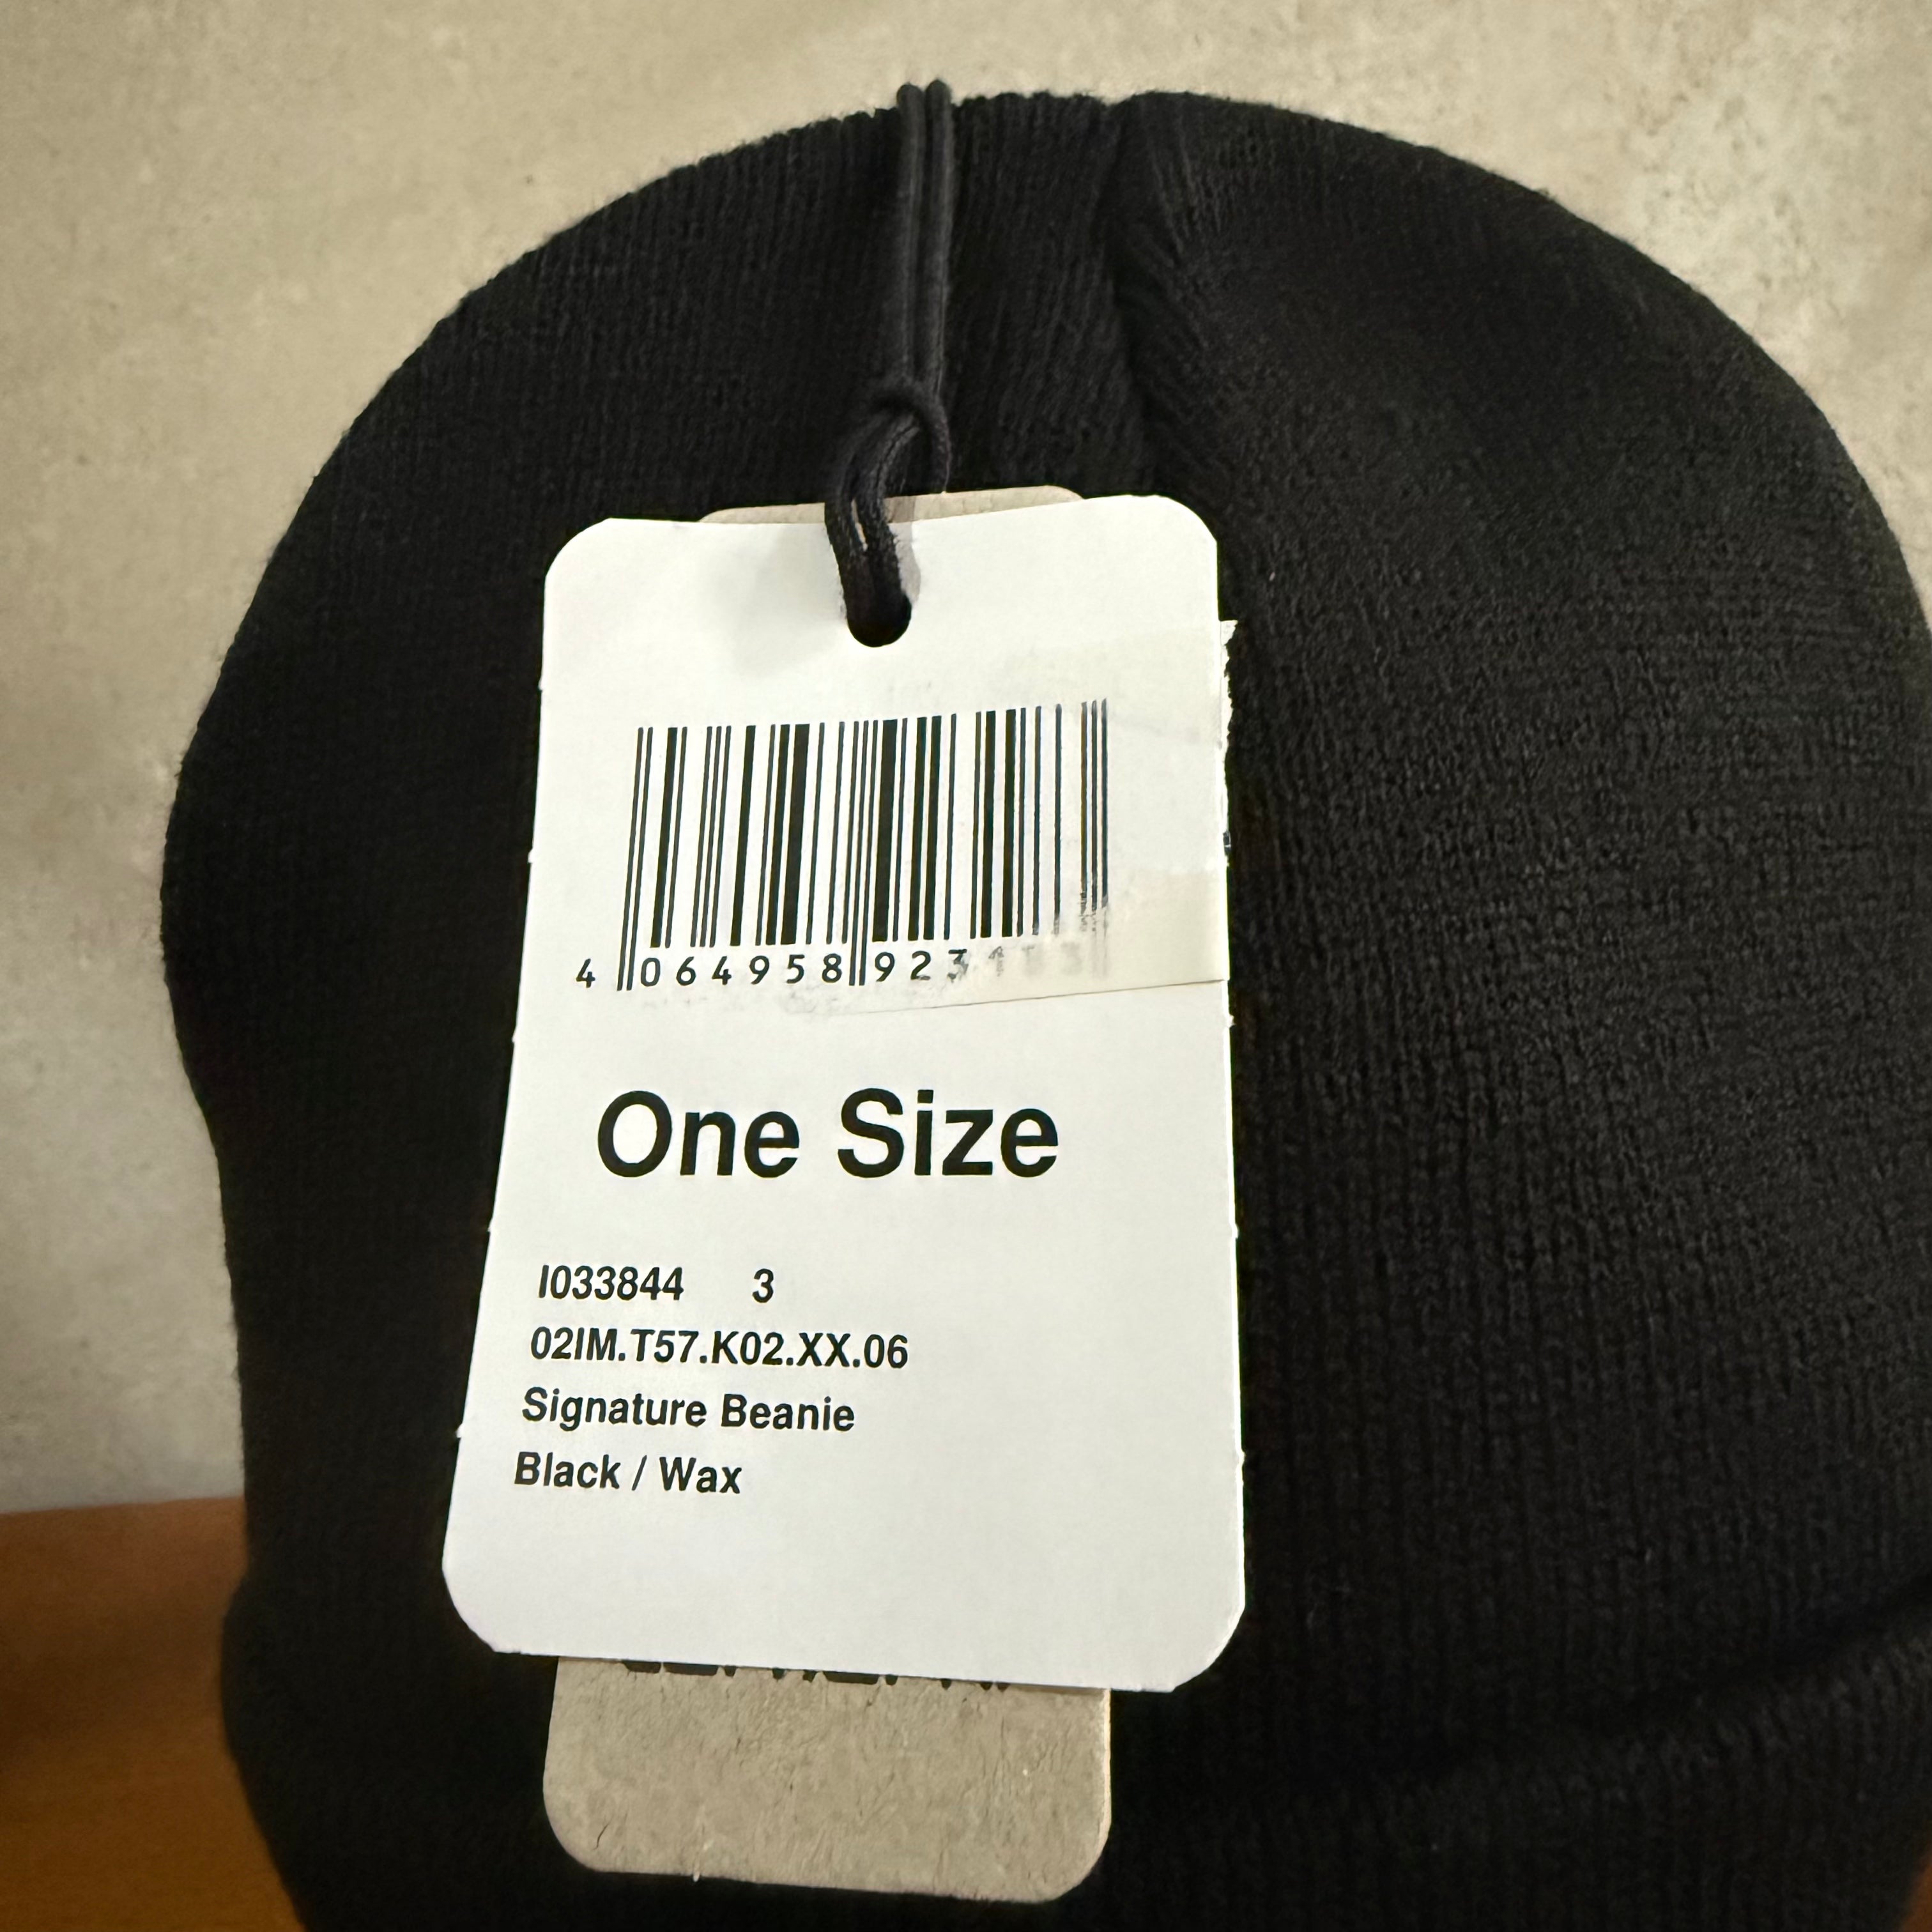 4 064958 923
One Size
I033844 3
02IM.T57.K02.XX.06
Signature Beanie
Black / Wax